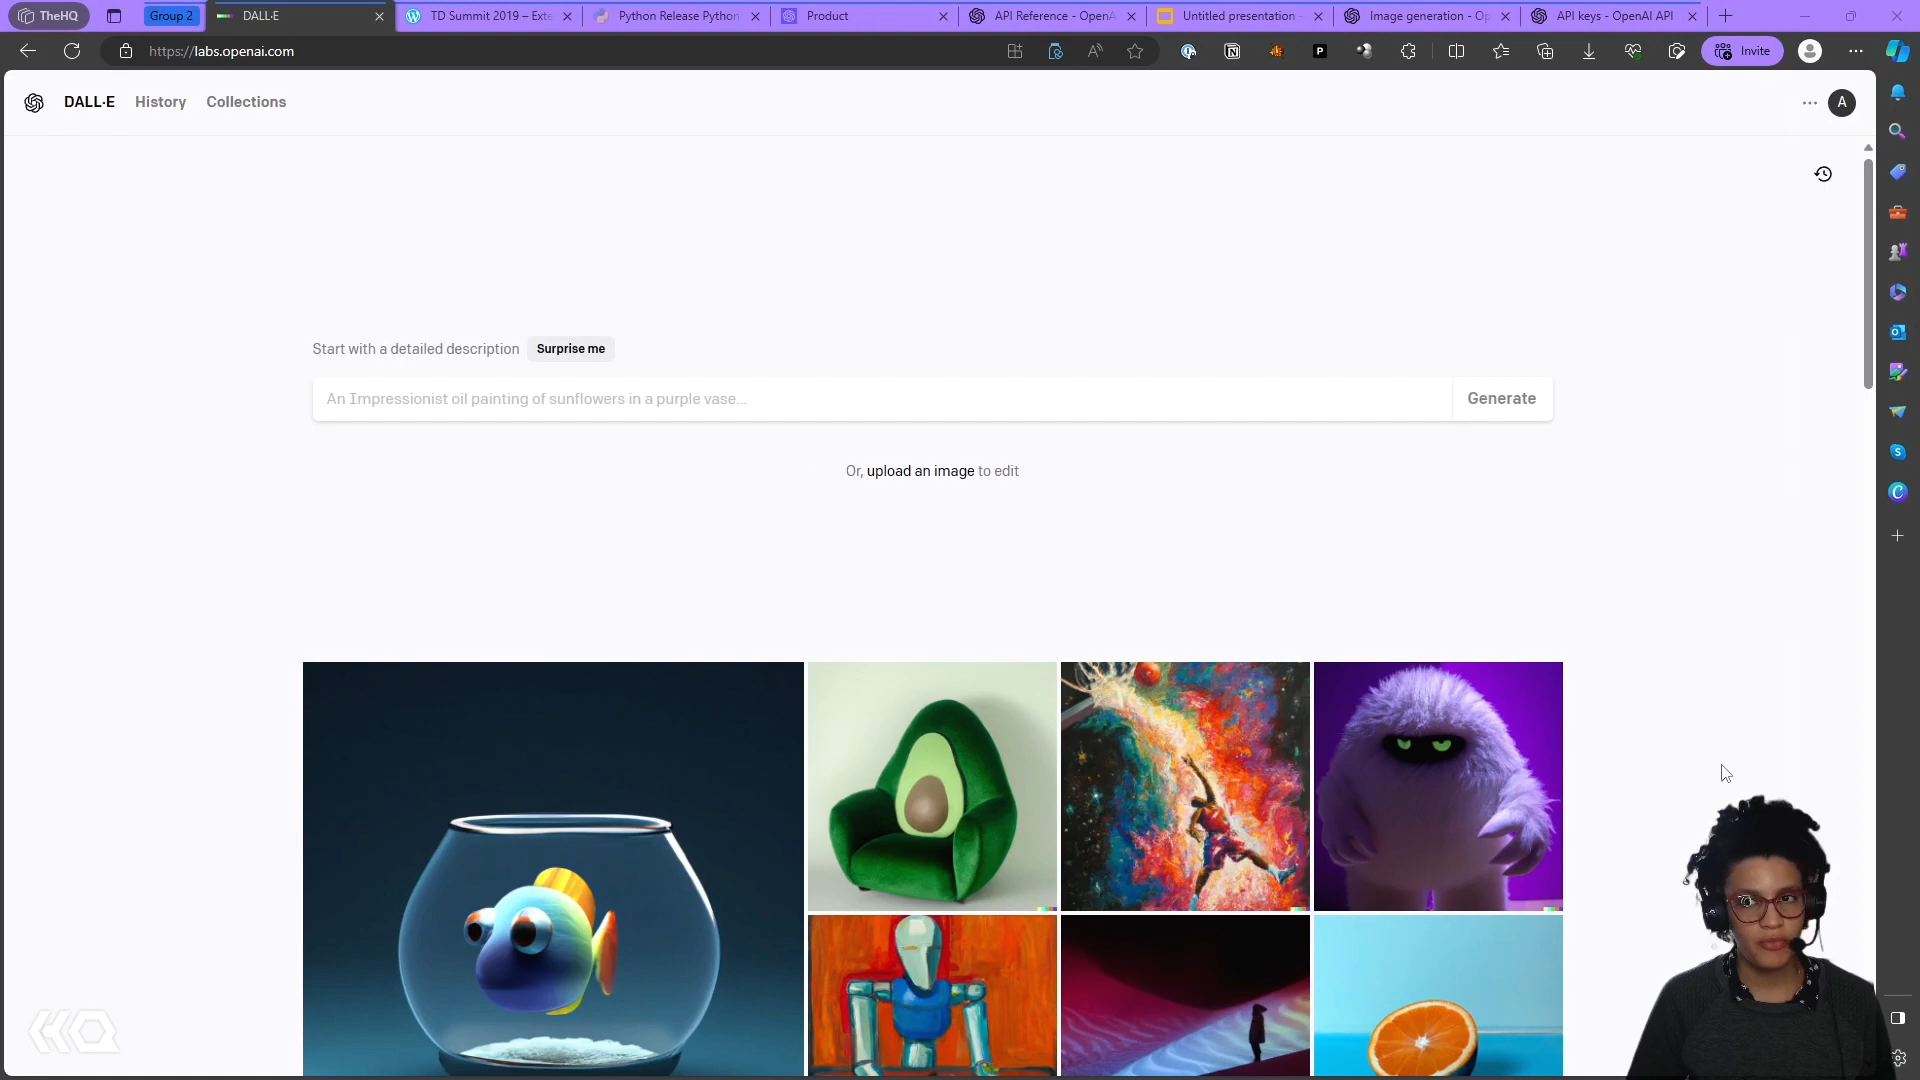 TheHQ
Group 2
DALL·E
TD Summit 2019 – Exte
Python Release Python
Product
API Reference - OpenA
Untitled presentation -
Image generation - Op
API keys - OpenAI API
https://labs.openai.com
Invite
DALL·E
History
Collections
A
Start with a detailed description
Surprise me
An Impressionist oil painting of sunflowers in a purple vase...
Generate
Or, upload an image to edit
HQ